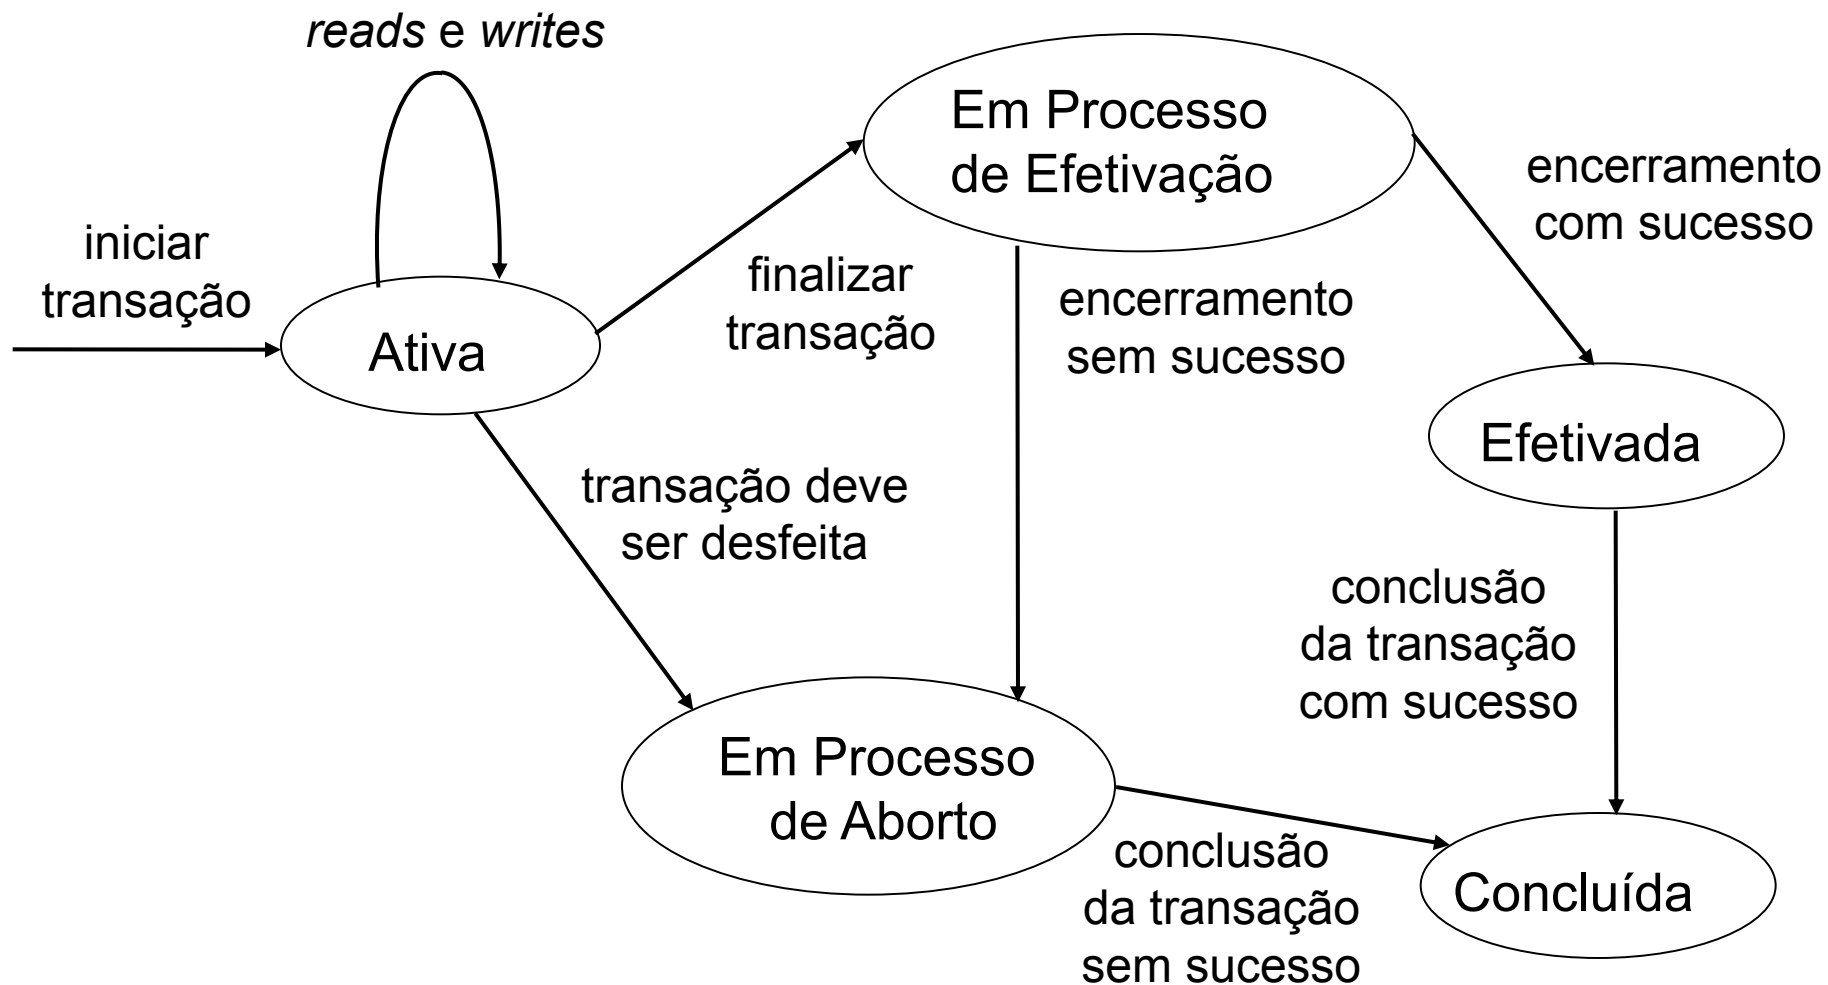 reads e writes
Em Processo
de Efetivação
encerramento
com sucesso
iniciar
transação
finalizar
transação
encerramento
sem sucesso
Ativa
Efetivada
transação deve
ser desfeita
conclusão
da transação
com sucesso
Em Processo
de Aborto
conclusão
da transação
sem sucesso
Concluída